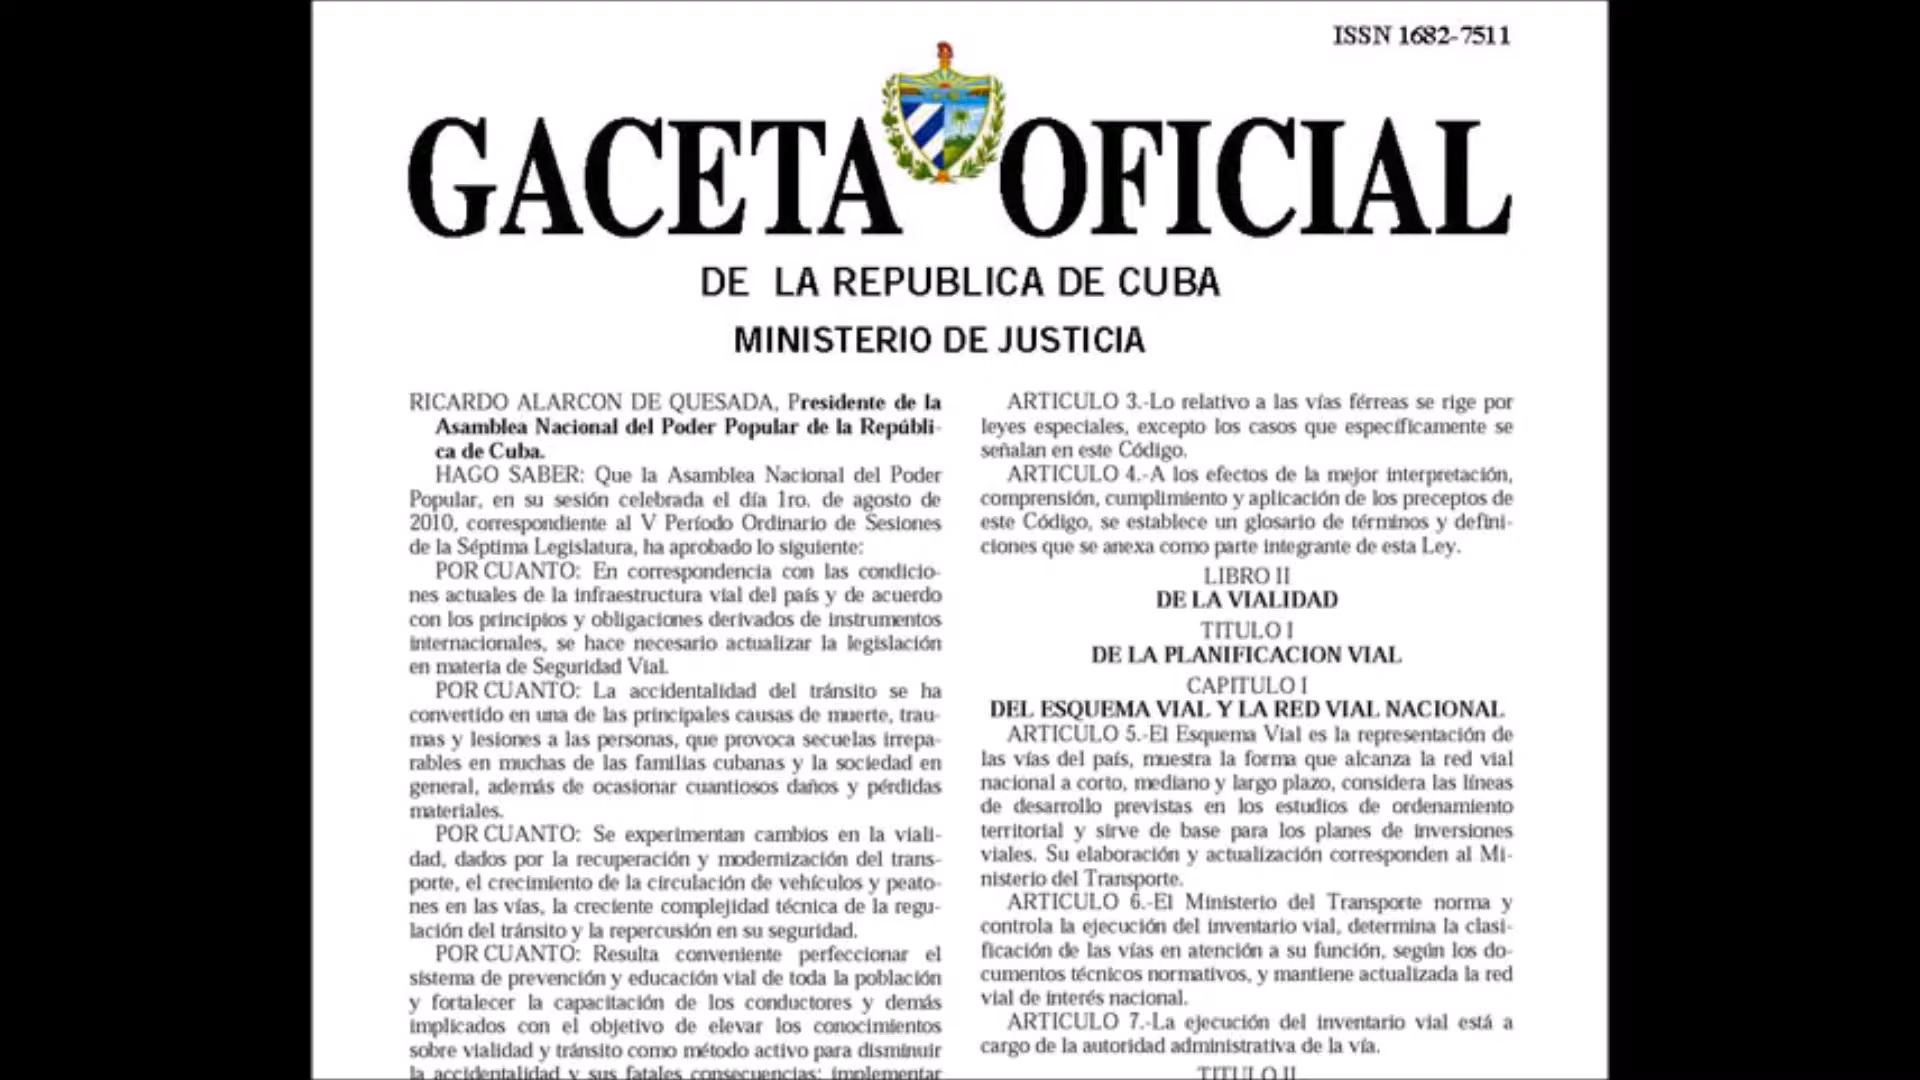 ISSN 1682-7511
GACETA OFICIAL
DE LA REPUBLICA DE CUBA
MINISTERIO DE JUSTICIA
RICARDO ALARCON DE QUESADA, Presidente de la
Asamblea Nacional del Poder Popular de la Repúbli-
ca de Cuba.
HAGO SABER: Que la Asamblea Nacional del Poder
Popular, en su sesión celebrada el día 1ro. de agosto de
2010, correspondiente al V Período Ordinario de Sesiones
de la Séptima Legislatura, ha aprobado lo siguiente:
POR CUANTO: En correspondencia con las condicio-
nes actuales de la infraestructura vial del país y de acuerdo
con los principios y obligaciones derivados de instrumentos
internacionales, se hace necesario actualizar la legislación
en materia de Seguridad Vial.
POR CUANTO: La accidentalidad del tránsito se ha
convertido en una de las principales causas de muerte, trau-
mas y lesiones a las personas, que provoca secuelas irrepa-
rables en muchas de las familias cubanas y la sociedad en
general, además de ocasionar cuantiosos daños y pérdidas
materiales.
POR CUANTO: Se experimentan cambios en la viali-
dad, dados por la recuperación y modernización del trans-
porte, el crecimiento de la circulación de vehículos y peato-
nes en las vías, la creciente complejidad técnica de la regu-
lación del tránsito y la repercusión en su seguridad.
POR CUANTO: Resulta conveniente perfeccionar el
sistema de prevención y educación vial de toda la población
y fortalecer la capacitación de los conductores y demás
implicados con el objetivo de elevar los conocimientos
sobre vialidad y tránsito como método activo para disminuir
la accidentalidad y sus fatales consecuencias; implementar
ARTICULO 3.-Lo relativo a las vías férreas se rige por
leyes especiales, excepto los casos que específicamente se
señalan en este Código.
ARTICULO 4.-A los efectos de la mejor interpretación,
comprensión, cumplimiento y aplicación de los preceptos de
este Código, se establece un glosario de términos y defini-
ciones que se anexa como parte integrante de esta Ley.
LIBRO II
DE LA VIALIDAD
TITULO I
DE LA PLANIFICACION VIAL
CAPITULO I
DEL ESQUEMA VIAL Y LA RED VIAL NACIONAL
ARTICULO 5.-El Esquema Vial es la representación de
las vías del país, muestra la forma que alcanza la red vial
nacional a corto, mediano y largo plazo, considera las líneas
de desarrollo previstas en los estudios de ordenamiento
territorial y sirve de base para los planes de inversiones
viales. Su elaboración y actualización corresponden al Mi-
nisterio del Transporte.
ARTICULO 6.-El Ministerio del Transporte norma y
controla la ejecución del inventario vial, determina la clasi-
ficación de las vías en atención a su función, según los do-
cumentos técnicos normativos, y mantiene actualizada la red
vial de interés nacional.
ARTICULO 7.-La ejecución del inventario vial está a
cargo de la autoridad administrativa de la vía.
TITULO II